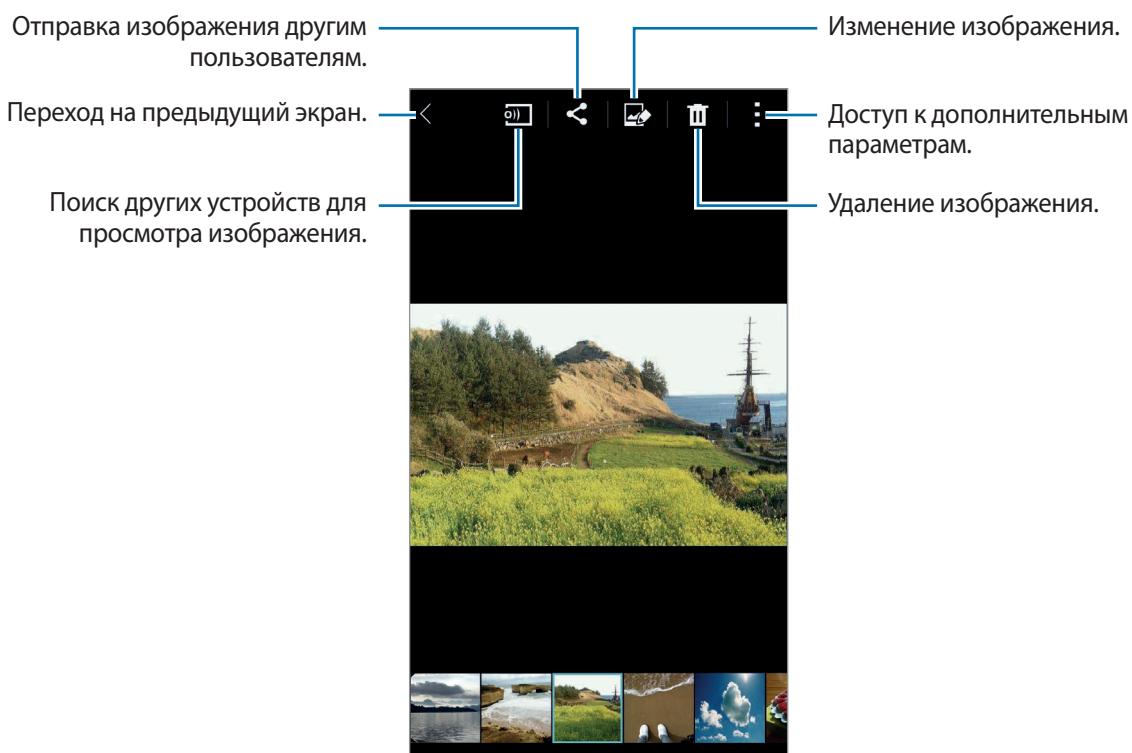 Отправка изображения другим
пользователям.
Переход на предыдущий экран.
Поиск других устройств для
просмотра изображения.
Изменение изображения.
Доступ к дополнительным
параметрам.
Удаление изображения.